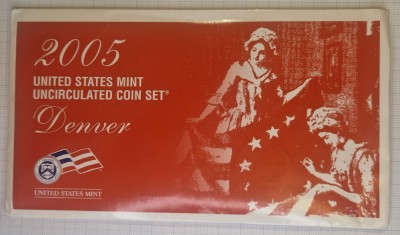 2005
UNITED STATES MINT
UNCIRCULATED COIN SET®
Denver
UNITED STATES MINT